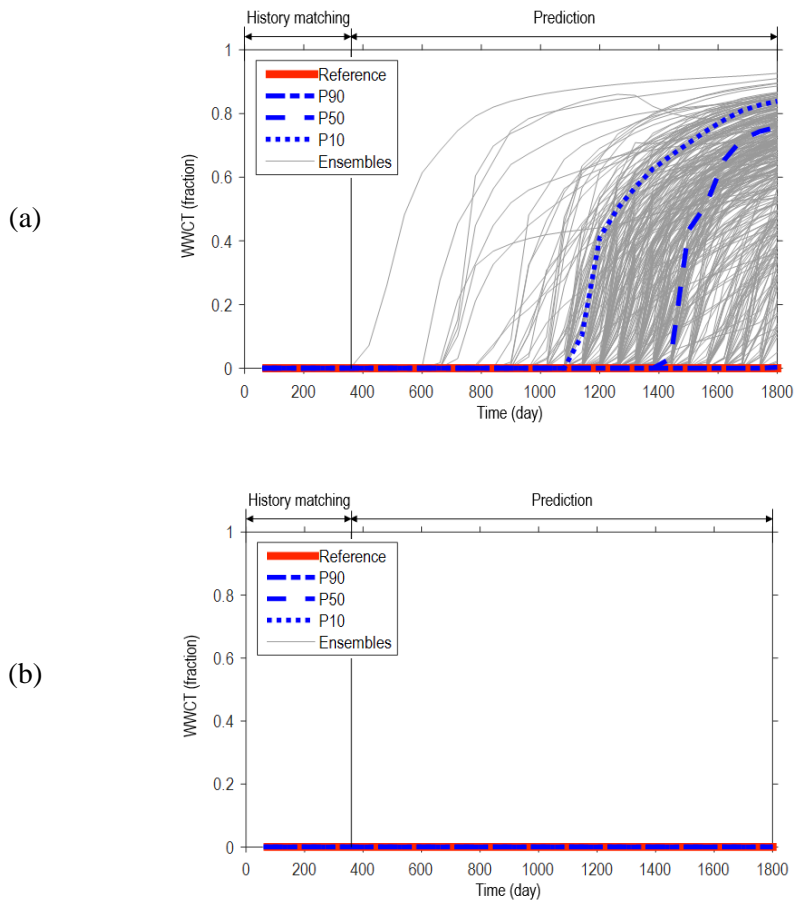 History matching Prediction
1
0.8
0.6
0.4
0.2
0
WWCT (fraction)
Reference
P90
P50
P10
Ensembles
(a)
0 200 400 600 800 1000 1200 1400 1600 1800
Time (day)
History matching Prediction
1
0.8
0.6
0.4
0.2
0
WWCT (fraction)
Reference
P90
P50
P10
Ensembles
(b)
0 200 400 600 800 1000 1200 1400 1600 1800
Time (day)